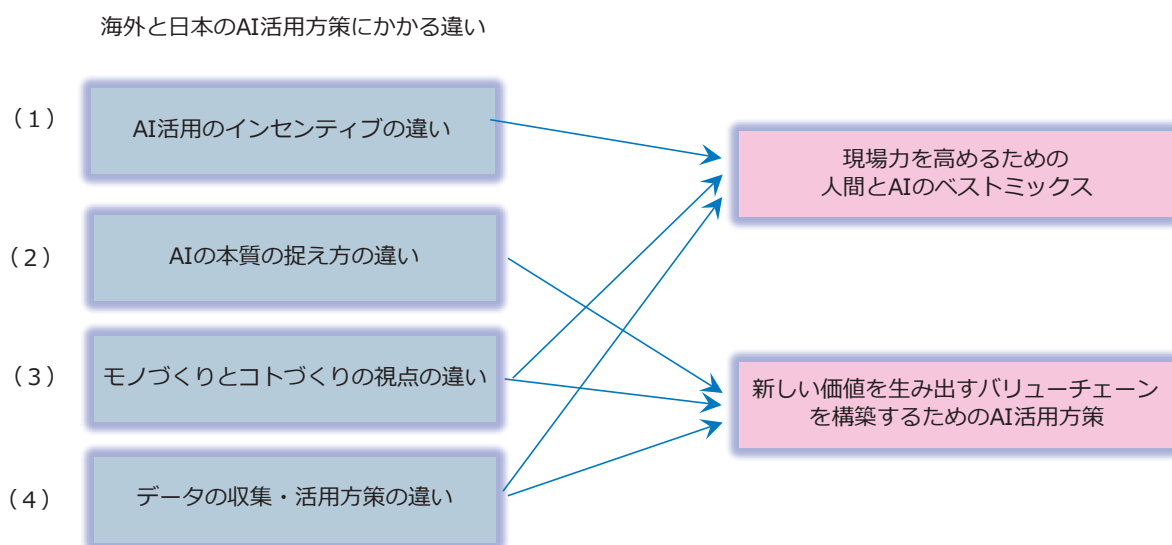 海外と日本のAI活用方策にかかる違い
（１）
AI活用のインセンティブの違い
（２）
AIの本質の捉え方の違い
（３）
モノづくりとコトづくりの視点の違い
（４）
データの収集・活用方策の違い
現場力を高めるための
人間とAIのベストミックス
新しい価値を生み出すバリューチェーン
を構築するためのAI活用方策